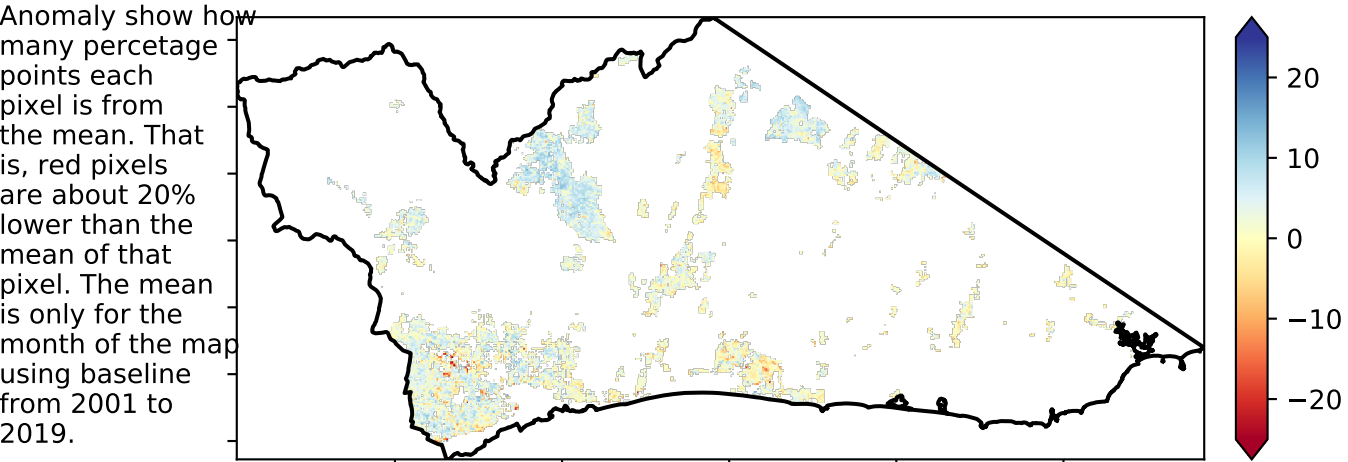 Anomaly show how
many percetage
points each
pixel is from
the mean. That
is, red pixels
are about 20%
lower than the
mean of that
pixel. The mean
is only for the
month of the map
using baseline
from 2001 to
2019.
20
10
0
−10
−20